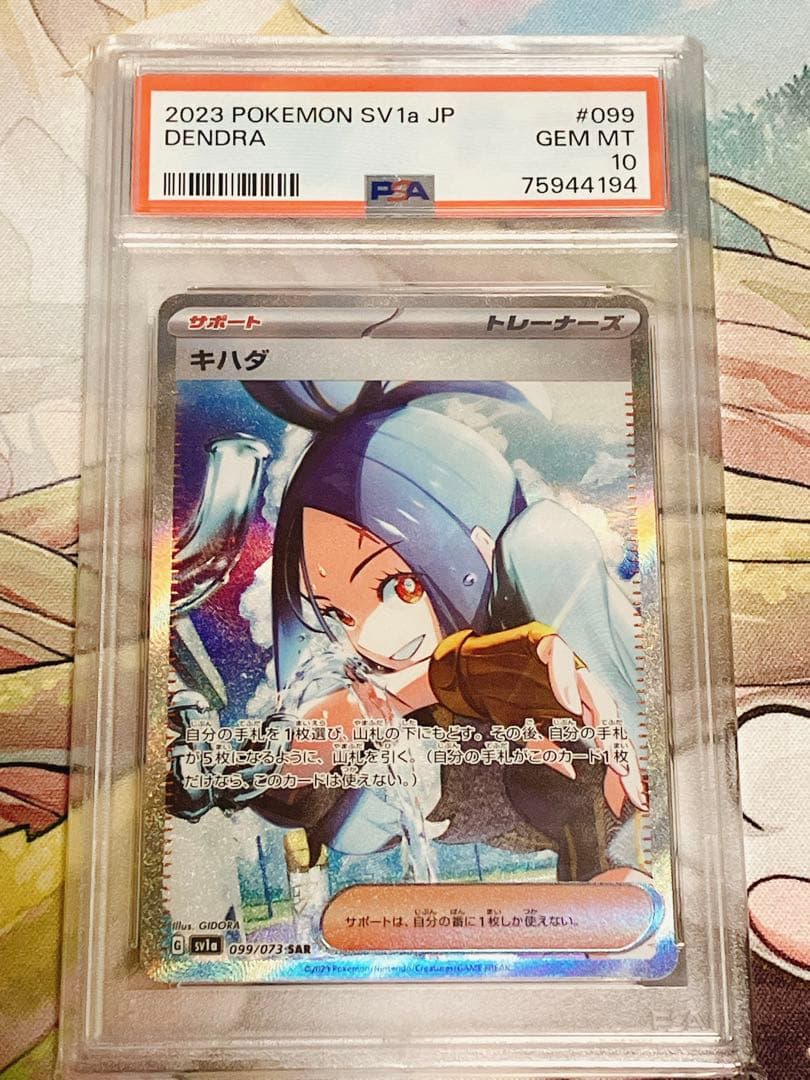 2023 POKEMON SV1a JP #099
DENDRA GEM MT
10
PSA 75944194
サポート トレーナーズ
キハダ
自分の手札を1枚選び、山札の下にもどす。その後、自分の手札
が5枚になるように、山札を引く。（自分の手札がこのカード1枚
だけなら、このカードは使えない。）
サポートは、自分の番に1枚しか使えない。
Illus. GIDORA
G sv1a 099/073 SAR
©2023 Pokémon/Nintendo/Creatures/GAME FREAK
PSA